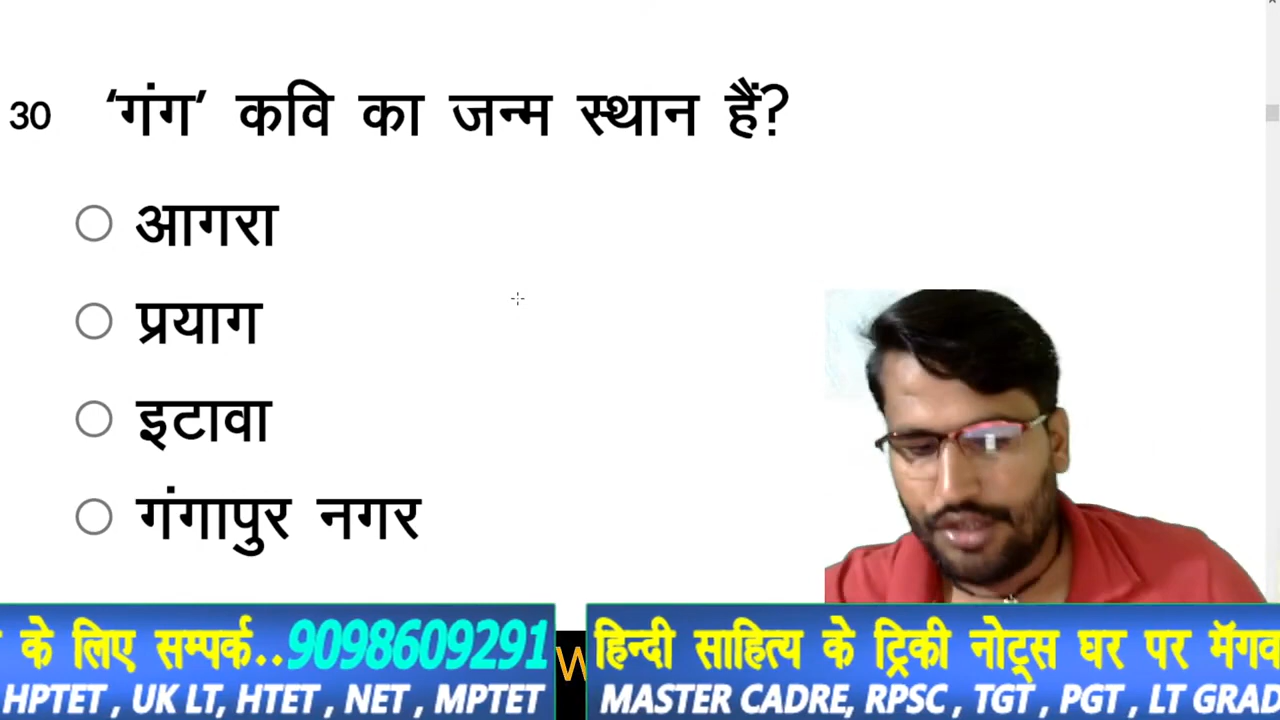 30 ‘गंग’ कवि का जन्म स्थान हैं?
आगरा
प्रयाग
इटावा
गंगापुर नगर
के लिए सम्पर्क..9098609291
HPTET , UK LT, HTET , NET , MPTET
W
हिन्दी साहित्य के ट्रिकी नोट्स घर पर मॅगव
MASTER CADRE, RPSC , TGT , PGT , LT GRAD